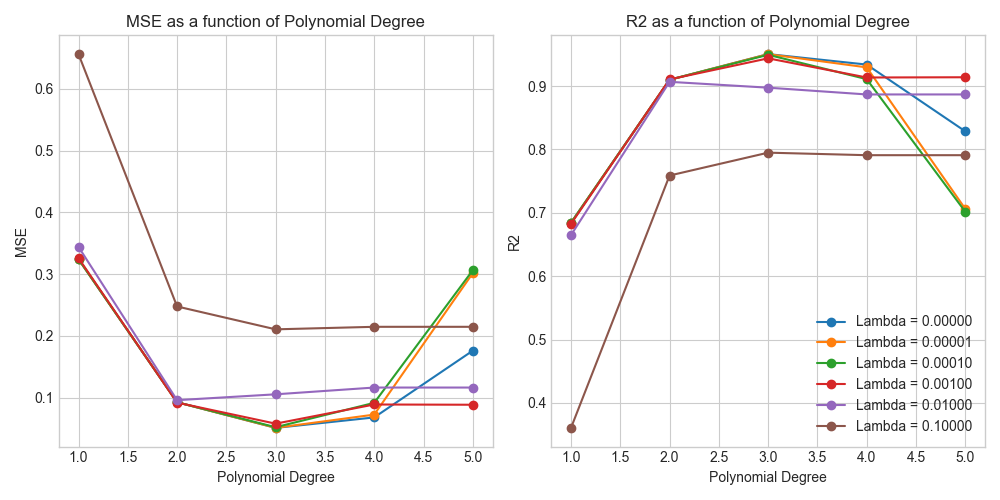 MSE as a function of Polynomial Degree
0.6
0.5
0.4
0.3
0.2
0.1
MSE
1.0 1.5 2.0 2.5 3.0 3.5 4.0 4.5 5.0
Polynomial Degree
R2 as a function of Polynomial Degree
0.9
0.8
0.7
0.6
0.5
0.4
R2
1.0 1.5 2.0 2.5 3.0 3.5 4.0 4.5 5.0
Polynomial Degree
Lambda = 0.00000
Lambda = 0.00001
Lambda = 0.00010
Lambda = 0.00100
Lambda = 0.01000
Lambda = 0.10000